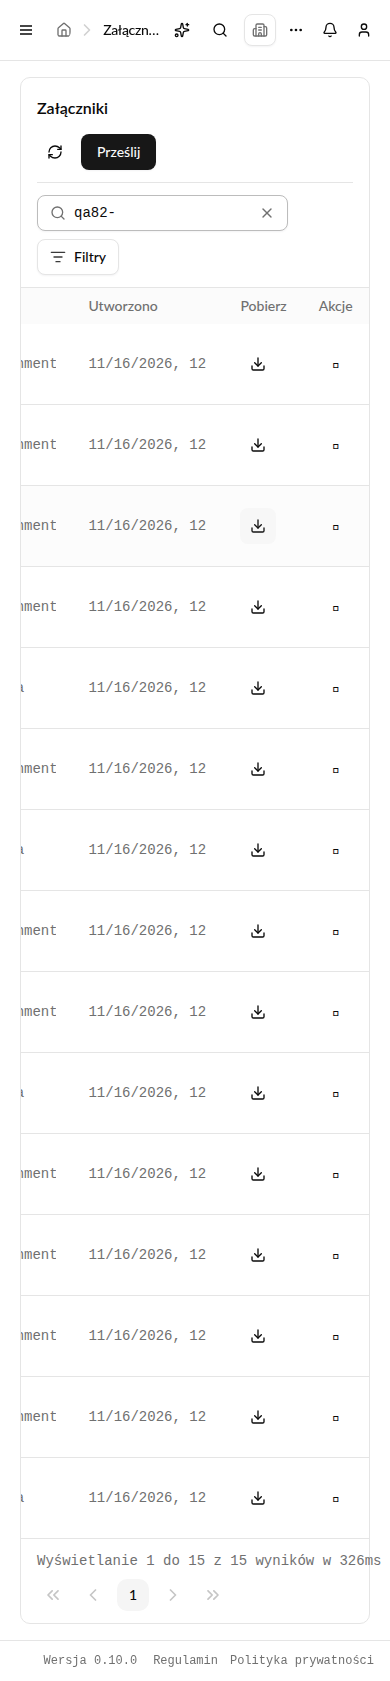 Załączn...
Załączniki
Prześlij
qa82-
Filtry
Utworzono Pobierz Akcje
nment 11/16/2026, 12
nment 11/16/2026, 12
nment 11/16/2026, 12
nment 11/16/2026, 12
a 11/16/2026, 12
nment 11/16/2026, 12
a 11/16/2026, 12
nment 11/16/2026, 12
nment 11/16/2026, 12
a 11/16/2026, 12
nment 11/16/2026, 12
nment 11/16/2026, 12
nment 11/16/2026, 12
nment 11/16/2026, 12
a 11/16/2026, 12
Wyświetlanie 1 do 15 z 15 wyników w 326ms
1
Wersja 0.10.0 Regulamin Polityka prywatności